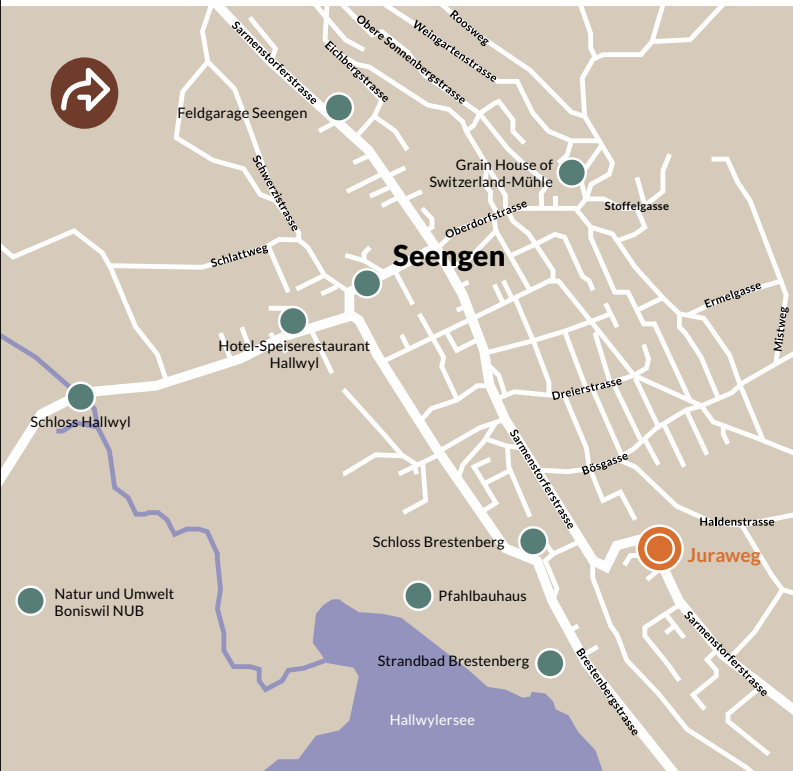 Roosweg
Obere Sonnenbergstrasse
Weingartenstrasse
Sarmenstorferstrasse
Eichbergstrasse
Feldgarage Seengen
Grain House of
Switzerland-Mühle
Schwerzistrasse
Stoffelgasse
Oberdorfstrasse
Schlattweg
Seengen
Ermelgasse
Mistweg
Hotel-Speiserestaurant
Hallwyl
Dreierstrasse
Schloss Hallwyl
Sarmenstorferstrasse
Bösgasse
Haldenstrasse
Schloss Brestenberg
Juraweg
Natur und Umwelt
Boniswil NUB
Pfahlbauhaus
Sarmenstorferstrasse
Strandbad Brestenberg
Brestenbergstrasse
Hallwylersee